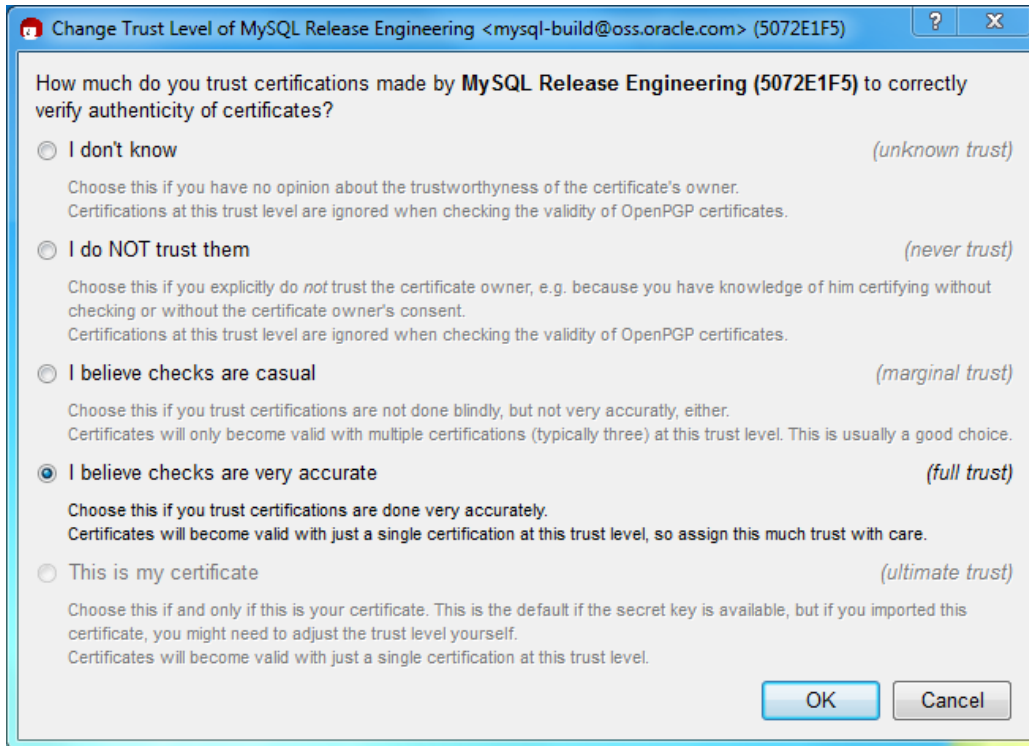 Change Trust Level of MySQL Release Engineering <mysql-build@oss.oracle.com> (5072E1F5)
How much do you trust certifications made by MySQL Release Engineering (5072E1F5) to correctly
verify authenticity of certificates?
I don't know (unknown trust)
Choose this if you have no opinion about the trustworthyness of the certificate's owner.
Certifications at this trust level are ignored when checking the validity of OpenPGP certificates.
I do NOT trust them (never trust)
Choose this if you explicitly do not trust the certificate owner, e.g. because you have knowledge of him certifying without
checking or without the certificate owner's consent.
Certifications at this trust level are ignored when checking the validity of OpenPGP certificates.
I believe checks are casual (marginal trust)
Choose this if you trust certifications are not done blindly, but not very accuratly, either.
Certificates will only become valid with multiple certifications (typically three) at this trust level. This is usually a good choice.
I believe checks are very accurate (full trust)
Choose this if you trust certifications are done very accurately.
Certificates will become valid with just a single certification at this trust level, so assign this much trust with care.
This is my certificate (ultimate trust)
Choose this if and only if this is your certificate. This is the default if the secret key is available, but if you imported this
certificate, you might need to adjust the trust level yourself.
Certificates will become valid with just a single certification at this trust level.
OK Cancel